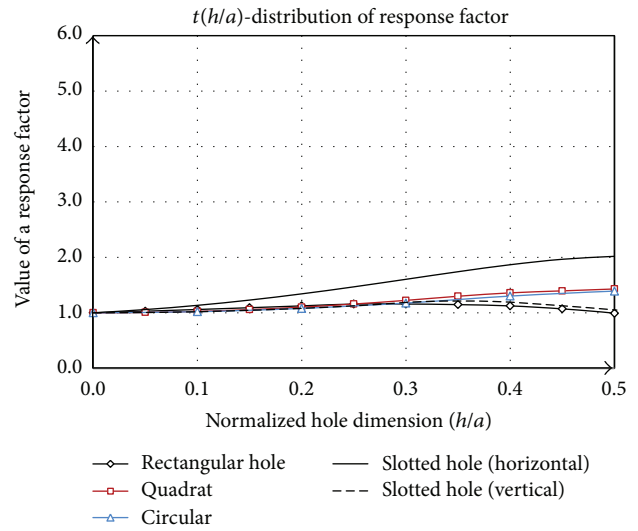 t(h/a)-distribution of response factor
Value of a response factor
6.0
5.0
4.0
3.0
2.0
1.0
0.0
0.0 0.1 0.2 0.3 0.4 0.5
Normalized hole dimension (h/a)
Rectangular hole
Quadrat
Circular
Slotted hole (horizontal)
Slotted hole (vertical)